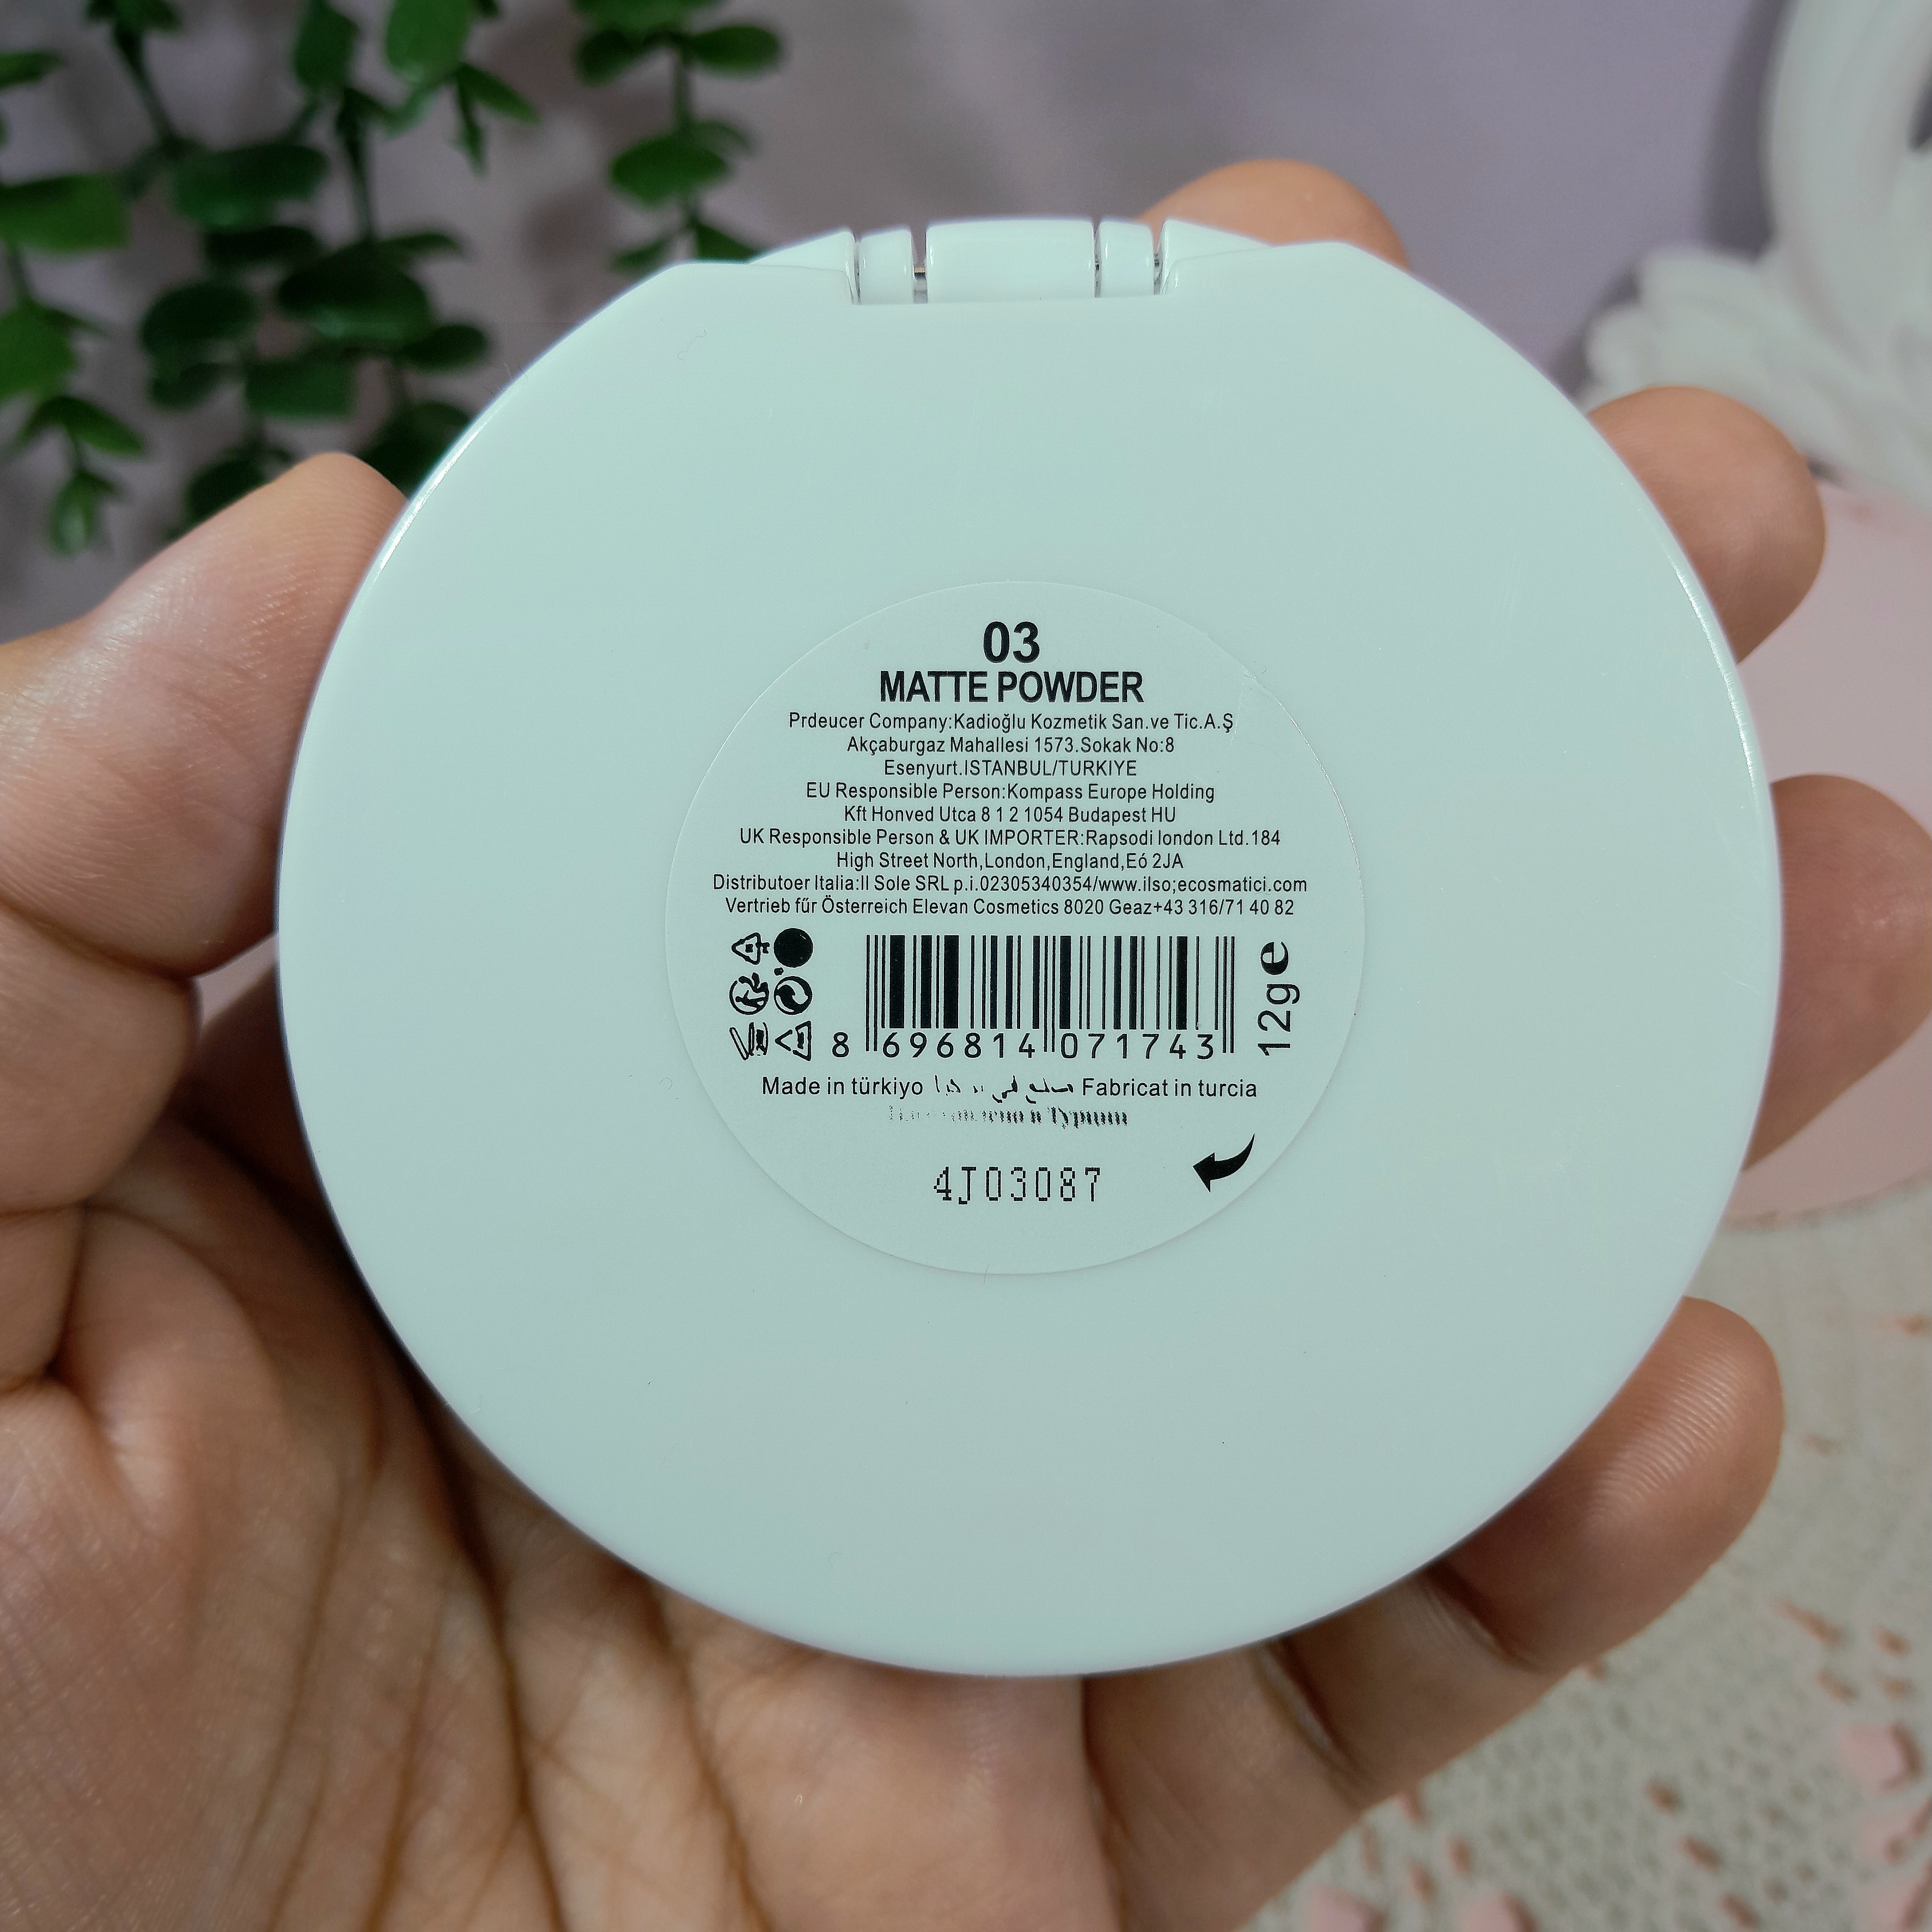 03
MATTE POWDER
Prdeucer Company:Kadioğlu Kozmetik San.ve Tic.A.Ş
Akçaburgaz Mahallesi 1573.Sokak No:8
Esenyurt.ISTANBUL/TURKIYE
EU Responsible Person:Kompass Europe Holding
Kft Honved Utca 8 1 2 1054 Budapest HU
UK Responsible Person & UK IMPORTER:Rapsodi london Ltd.184
High Street North,London,England,Eó 2JA
Distributoer Italia:Il Sole SRL p.i.02305340354/www.ilso;ecosmatici.com
Vertrieb für Österreich Elevan Cosmetics 8020 Geaz+43 316/71 40 82
8 696814 071743
12g e
Made in türkiyo Fabricat in turcia
4J03087